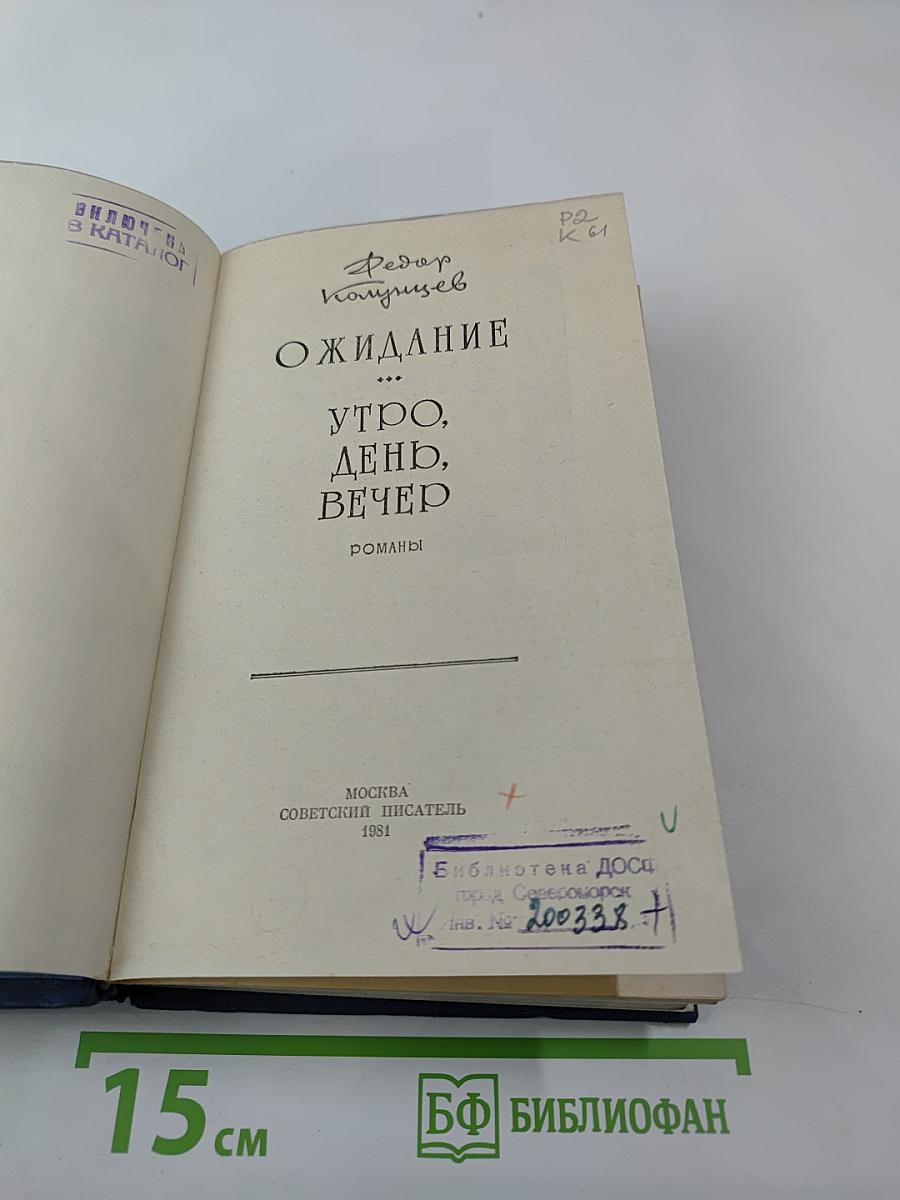 ВКЛЮЧЕНА
В КАТАЛОГ
Р2
К 61
Федор
Колунцев
ОЖИДАНИЕ
...
УТРО,
ДЕНЬ,
ВЕЧЕР
РОМАНЫ
МОСКВА
СОВЕТСКИЙ ПИСАТЕЛЬ
1981
Библиотека ДОСФ
город Североморск
Инв. № 200338
15 см
БФ БИБЛИОФАН